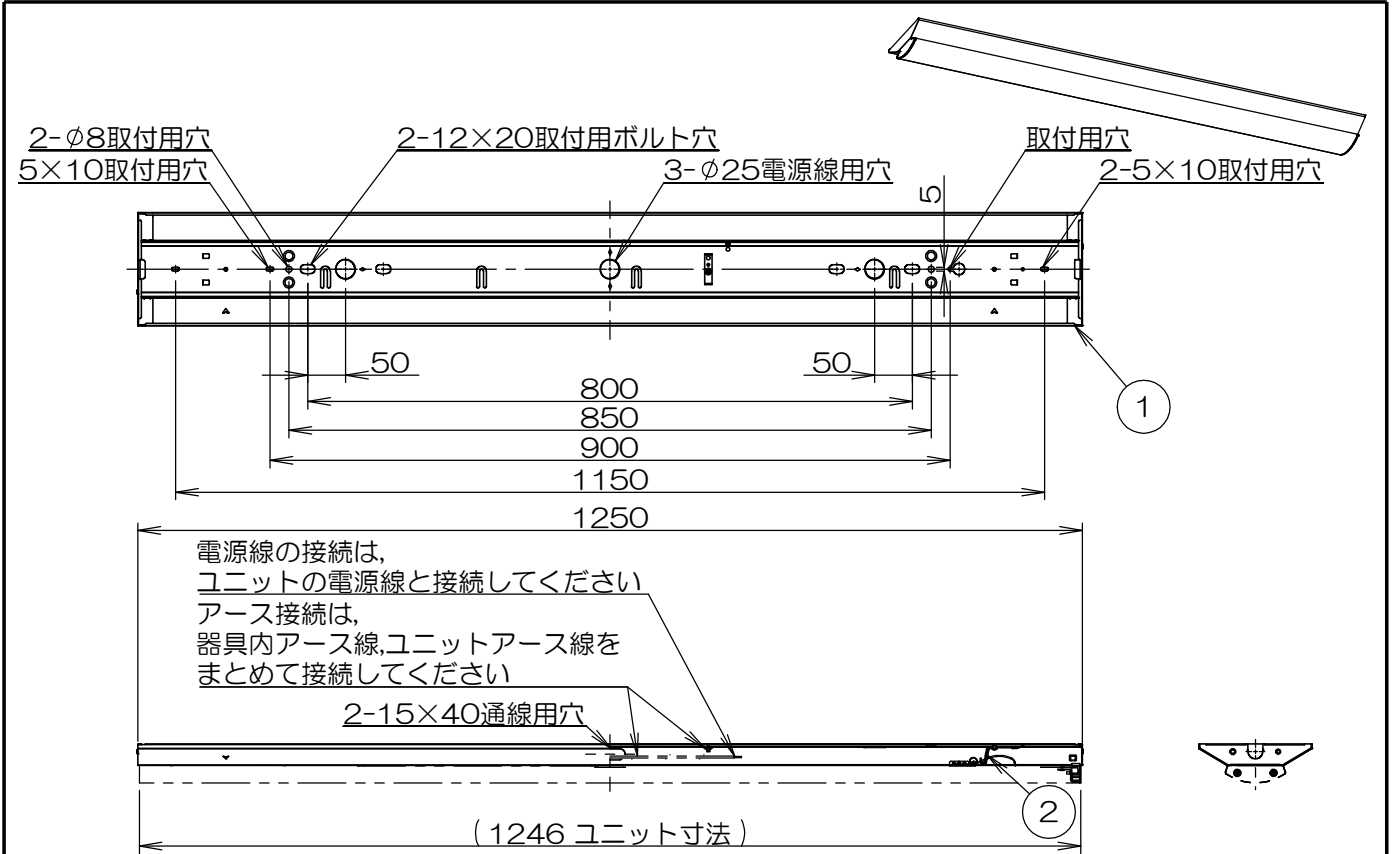 2-φ8取付用穴
2-12×20取付用ボルト穴
取付用穴
5×10取付用穴
3-φ25電源線用穴
2-5×10取付用穴
5
50
50
800
850
900
1150
1250
1
電源線の接続は,
ユニットの電源線と接続してください
アース接続は,
器具内アース線,ユニットアース線を
まとめて接続してください
2-15×40通線用穴
2
(1246 ユニット寸法)